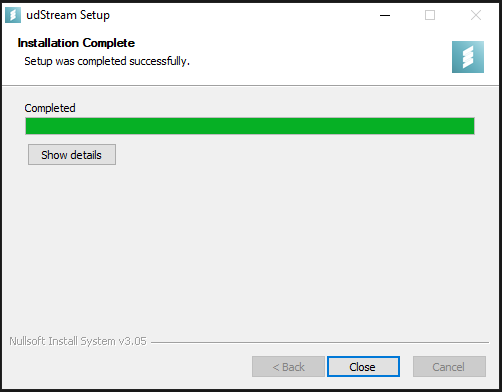 udStream Setup
Installation Complete
Setup was completed successfully.
Completed
Show details
Nullsoft Install System v3.05
< Back
Close
Cancel